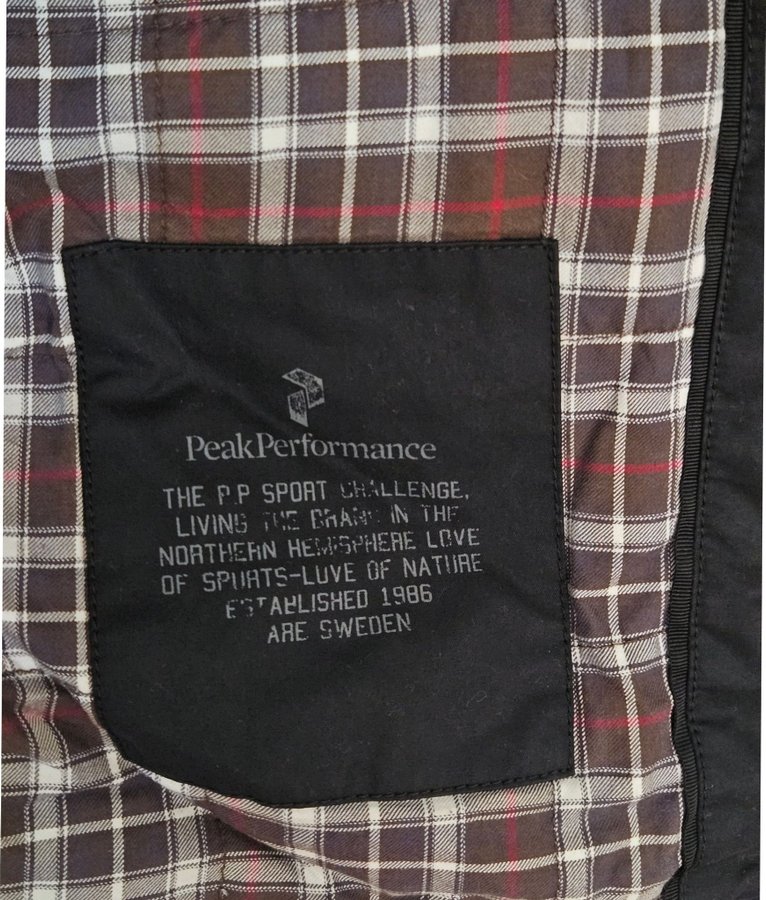 PeakPerformance
THE P.P SPORT CHALLENGE.
LIVING THE BRAND IN THE
NORTHERN HEMISPHERE LOVE
OF SPORTS-LOVE OF NATURE
ESTABLISHED 1986
ARE SWEDEN